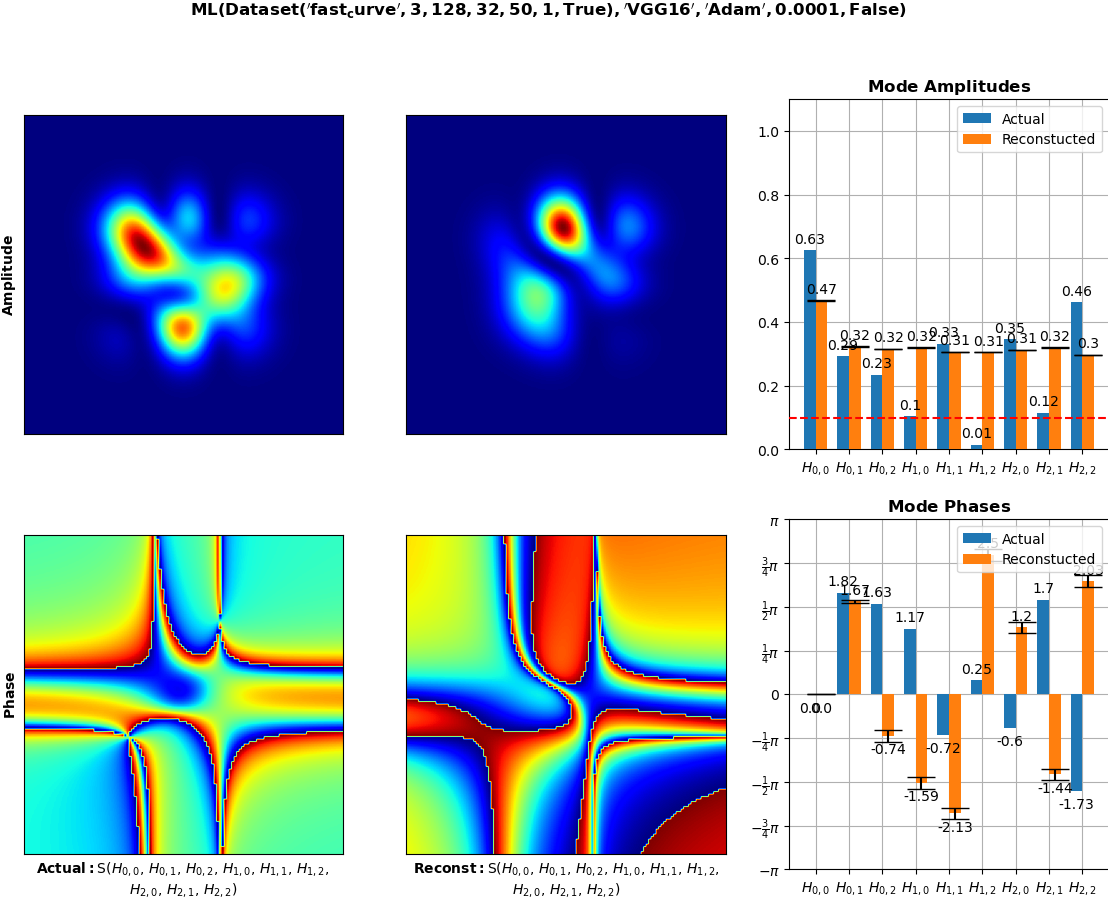 ML(Dataset('fast_curve', 3, 128, 32, 50, 1, True), 'VGG16', 'Adam', 0.0001, False)
Amplitude
Mode Amplitudes
Actual
Reconstucted
1.0
0.8
0.6
0.4
0.2
0.0
0.63
0.47
0.29
0.32
0.23
0.32
0.1
0.32
0.33
0.31
0.01
0.31
0.35
0.31
0.12
0.32
0.46
0.3
H0,0 H0,1 H0,2 H1,0 H1,1 H1,2 H2,0 H2,1 H2,2
Phase
Mode Phases
Actual
Reconstucted
π
3/4π
1/2π
1/4π
0
−1/4π
−1/2π
−3/4π
−π
0.0
0.0
1.82
1.67
1.63
-0.74
1.17
-1.59
-0.72
-2.13
0.25
2.5
-0.6
1.2
1.7
-1.44
-1.73
2.03
H0,0 H0,1 H0,2 H1,0 H1,1 H1,2 H2,0 H2,1 H2,2
Actual: S(H0,0, H0,1, H0,2, H1,0, H1,1, H1,2,
H2,0, H2,1, H2,2)
Reconst: S(H0,0, H0,1, H0,2, H1,0, H1,1, H1,2,
H2,0, H2,1, H2,2)